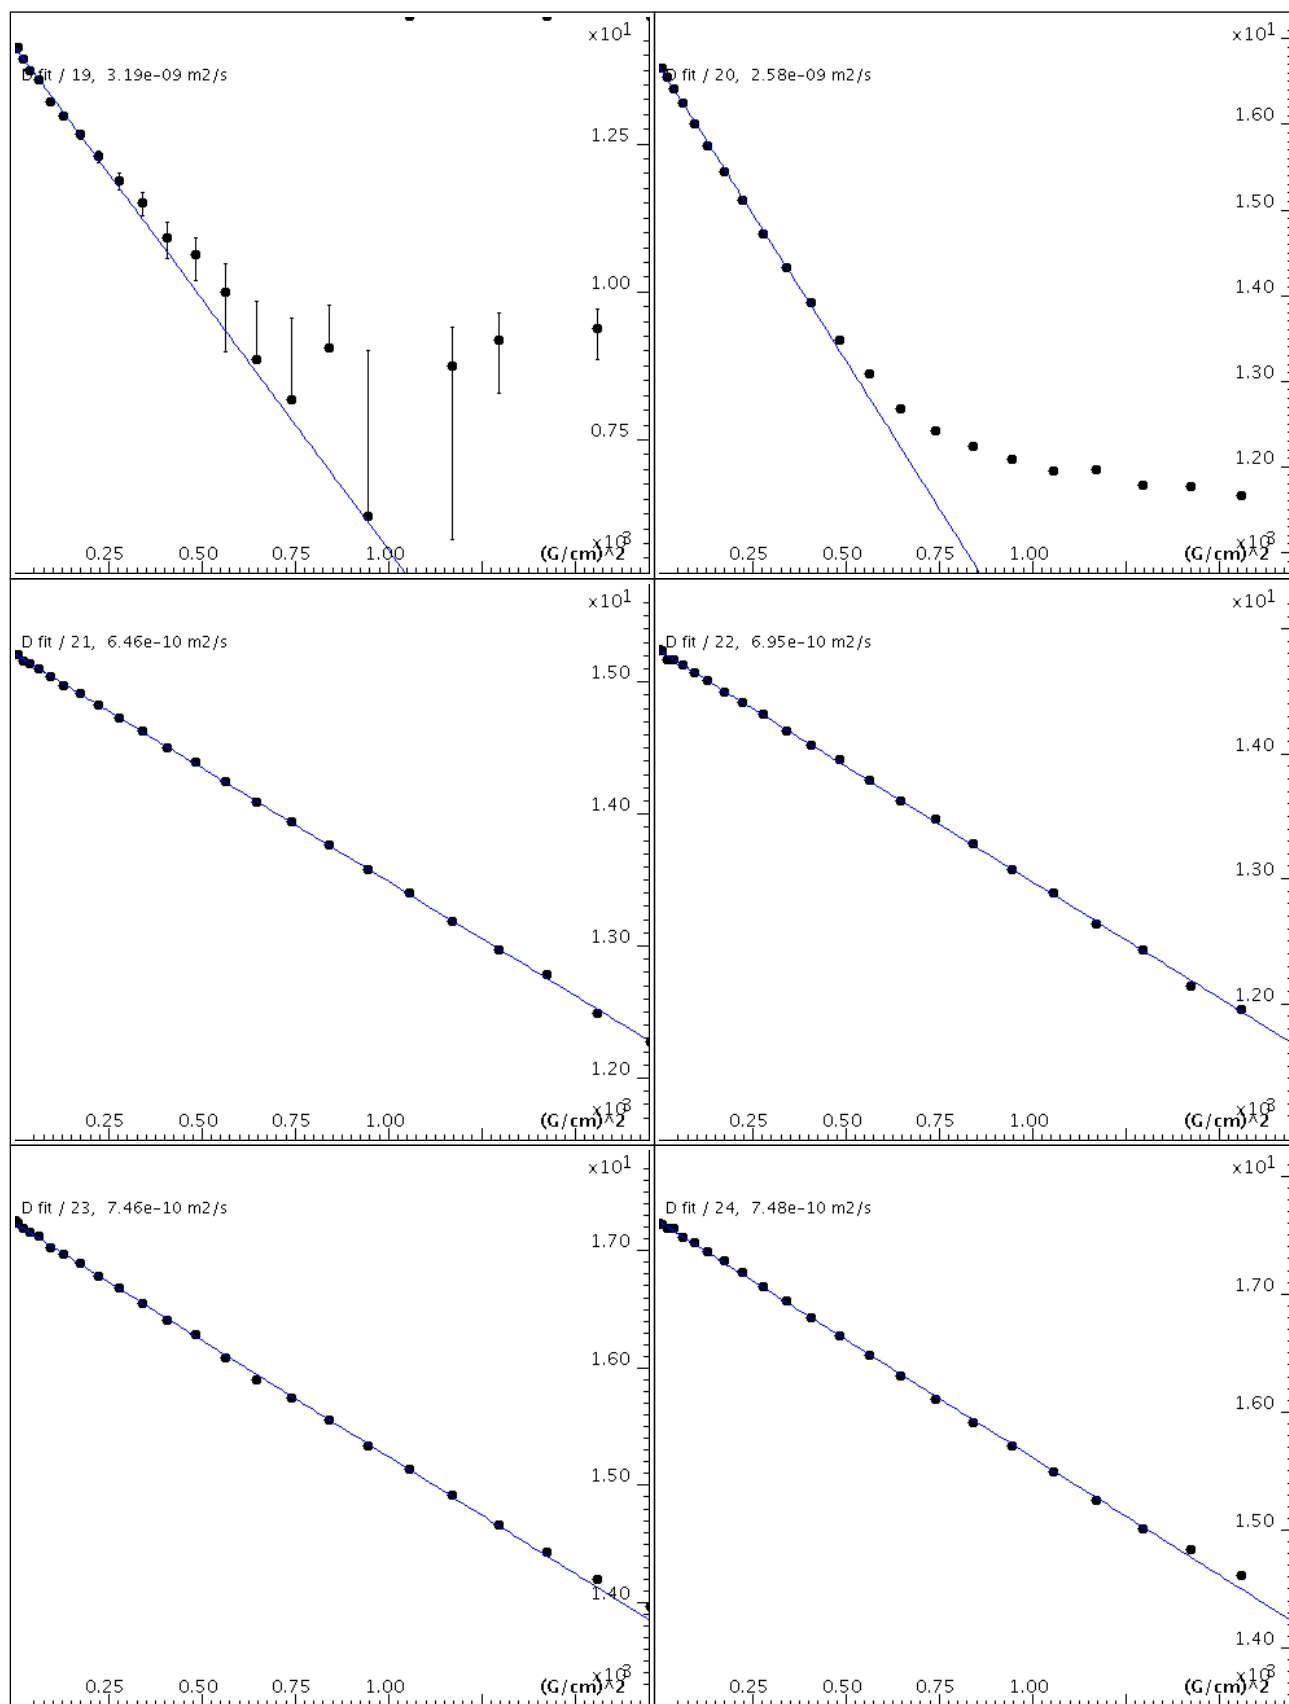 x10¹
D fit / 19, 3.19e-09 m2/s
1.25
1.00
0.75
x10³
0.25 0.50 0.75 1.00 (G/cm)^2
x10¹
D fit / 20, 2.58e-09 m2/s
1.60
1.50
1.40
1.30
1.20
x10³
0.25 0.50 0.75 1.00 (G/cm)^2
x10¹
D fit / 21, 6.46e-10 m2/s
1.50
1.40
1.30
1.20
x10³
0.25 0.50 0.75 1.00 (G/cm)^2
x10¹
D fit / 22, 6.95e-10 m2/s
1.40
1.30
1.20
x10³
0.25 0.50 0.75 1.00 (G/cm)^2
x10¹
D fit / 23, 7.46e-10 m2/s
1.70
1.60
1.50
1.40
x10³
0.25 0.50 0.75 1.00 (G/cm)^2
x10¹
D fit / 24, 7.48e-10 m2/s
1.70
1.60
1.50
1.40
x10³
0.25 0.50 0.75 1.00 (G/cm)^2